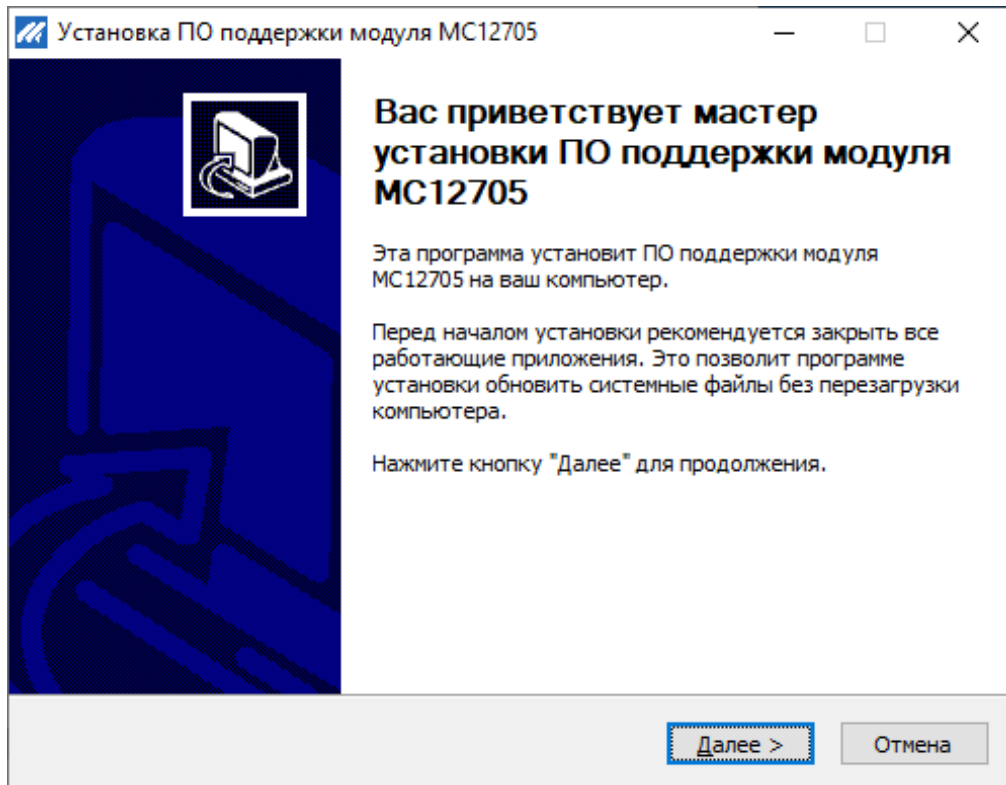 Установка ПО поддержки модуля МС12705
Вас приветствует мастер
установки ПО поддержки модуля
МС12705
Эта программа установит ПО поддержки модуля
МС12705 на ваш компьютер.
Перед началом установки рекомендуется закрыть все
работающие приложения. Это позволит программе
установки обновить системные файлы без перезагрузки
компьютера.
Нажмите кнопку "Далее" для продолжения.
Далее >
Отмена